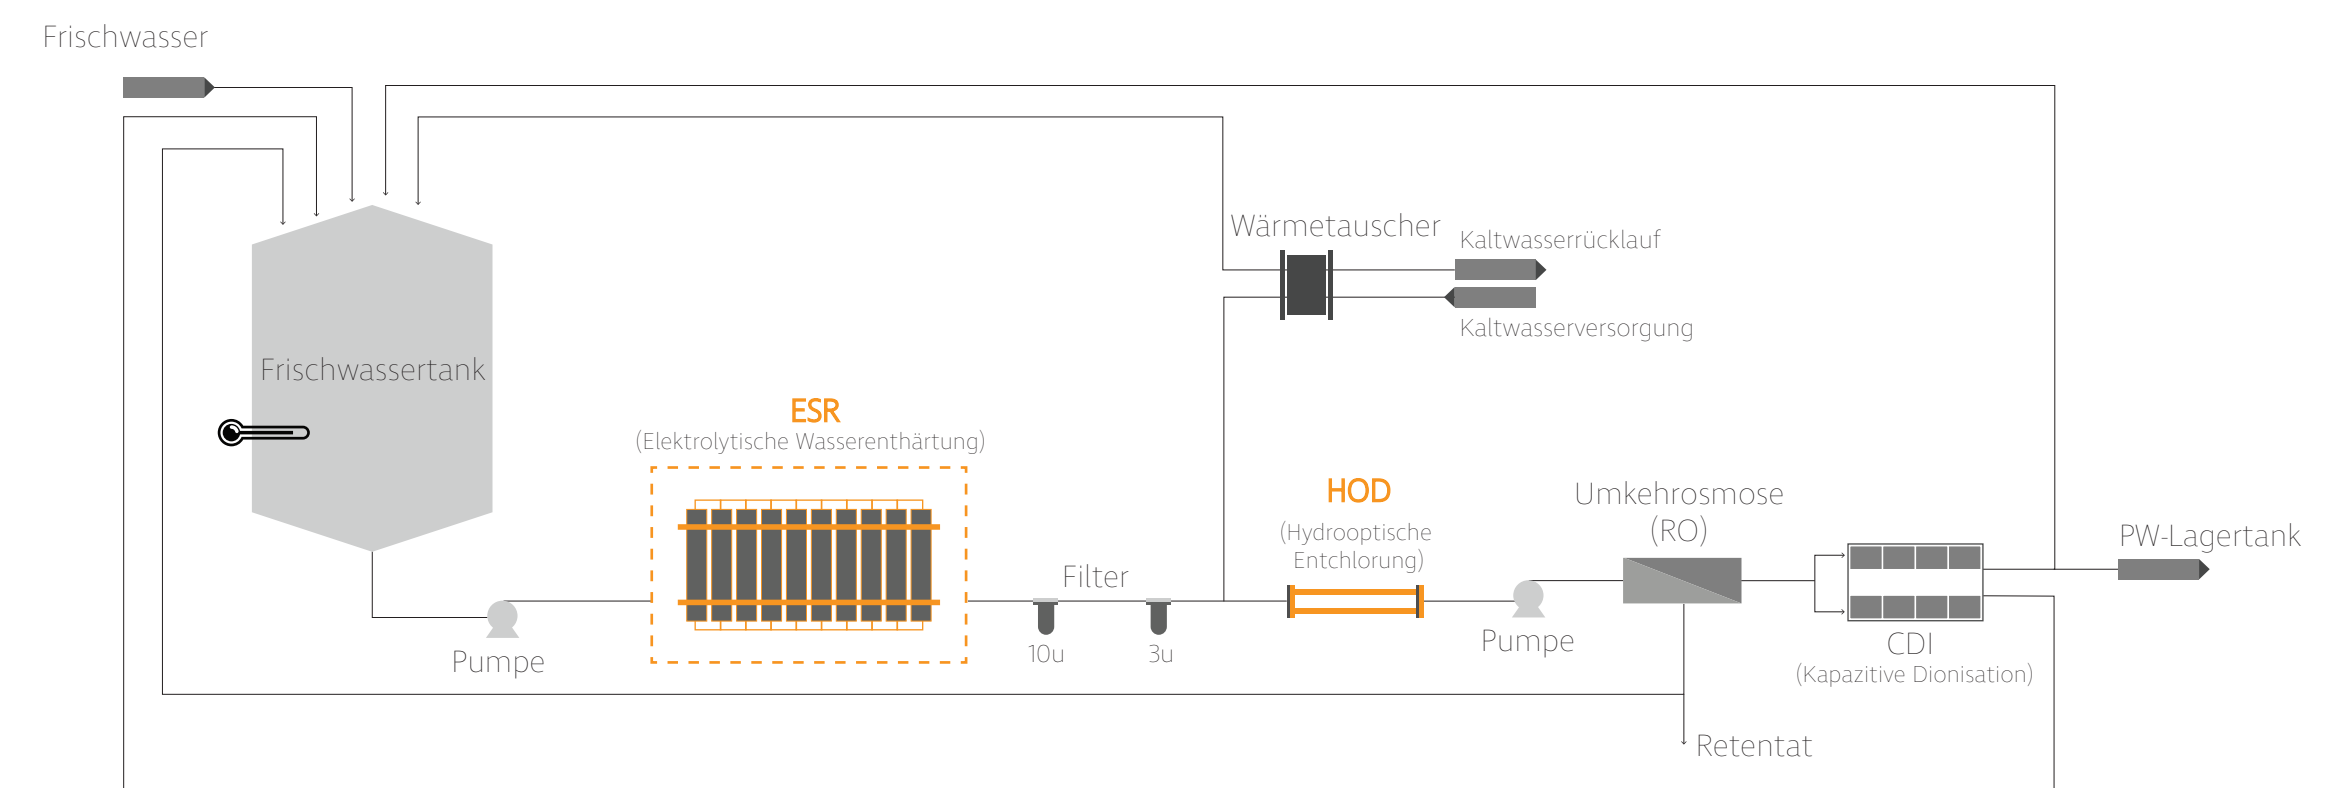 Frischwasser
Wärmetauscher
Kaltwasserrücklauf
Kaltwasserversorgung
Frischwassertank
ESR
(Elektrolytische Wasserenthärtung)
HOD
(Hydrooptische
Entchlorung)
Umkehrosmose
(RO)
PW-Lagertank
Filter
10u
3u
Pumpe
Pumpe
CDI
(Kapazitive Dionisation)
Retentat